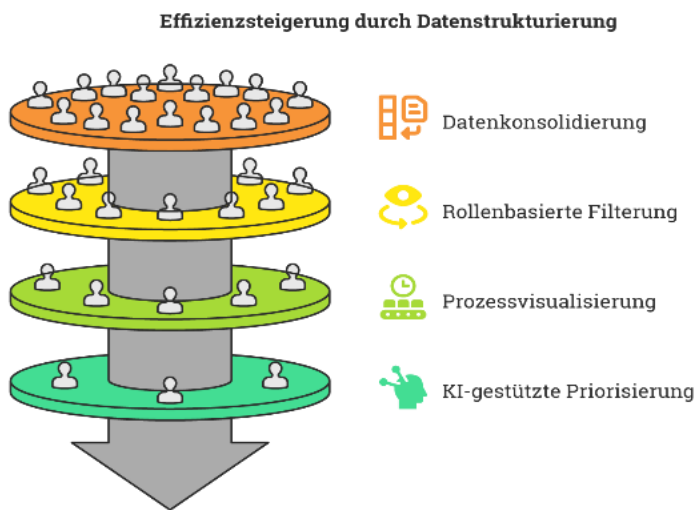 Effizienzsteigerung durch Datenstrukturierung
Datenkonsolidierung
Rollenbasierte Filterung
Prozessvisualisierung
KI-gestützte Priorisierung